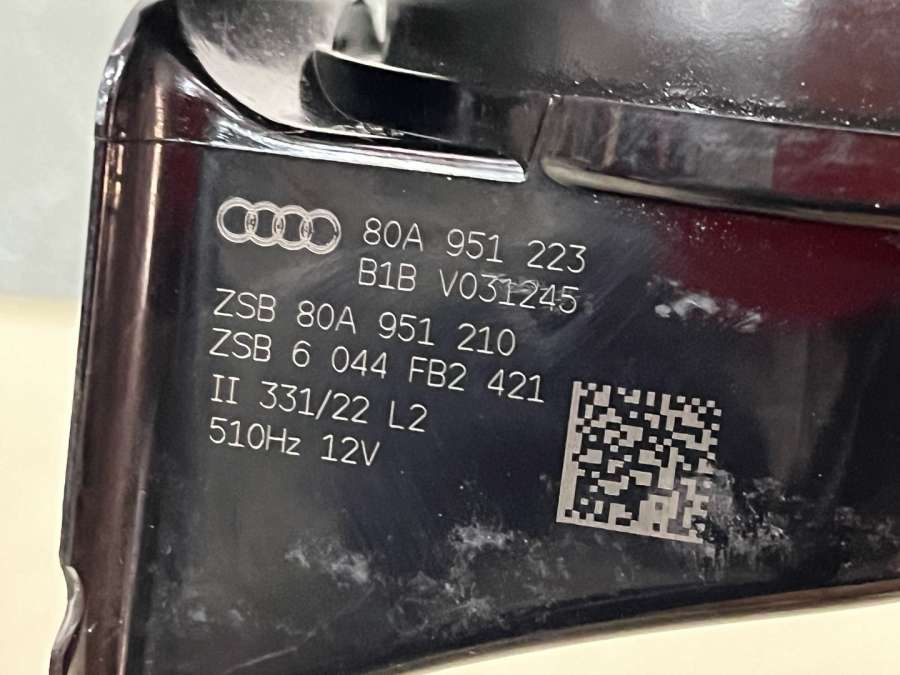 80A 951 223
B1B V031245
ZSB 80A 951 210
ZSB 6 044 FB2 421
II 331/22 L2
510Hz 12V